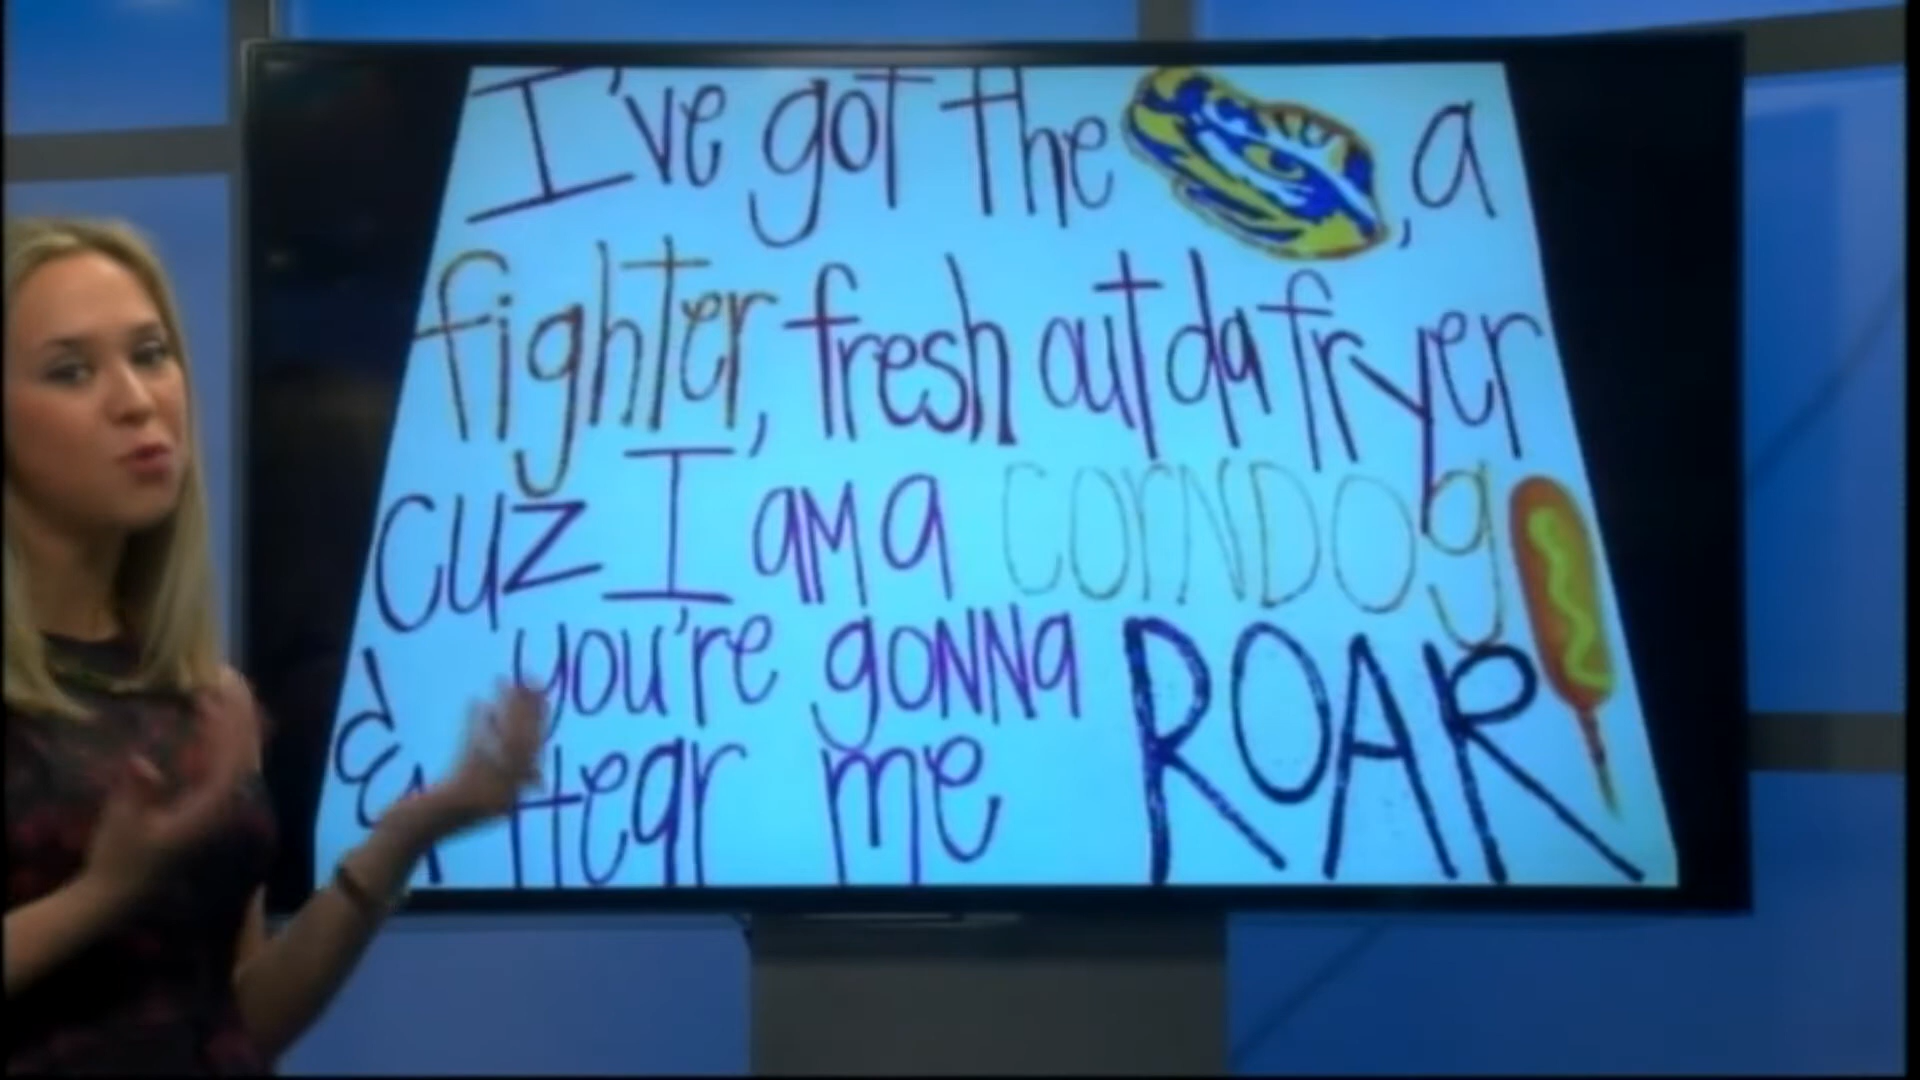 I've got the , a
fighter, fresh out da fryer
cuz I am a corNDog
& you're gonna
Hear me ROAR